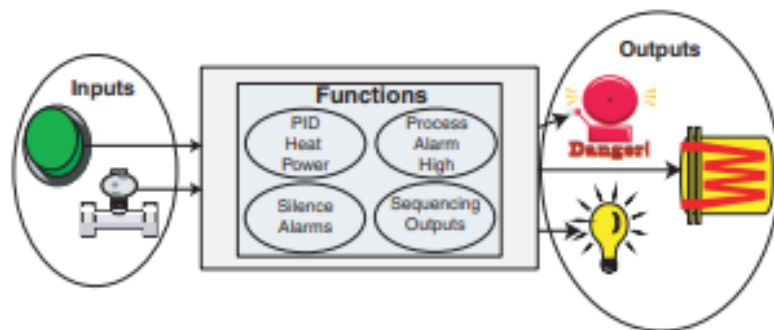 Inputs
Functions
PID
Heat
Power
Process
Alarm
High
Silence
Alarms
Sequencing
Outputs
Outputs
Danger!